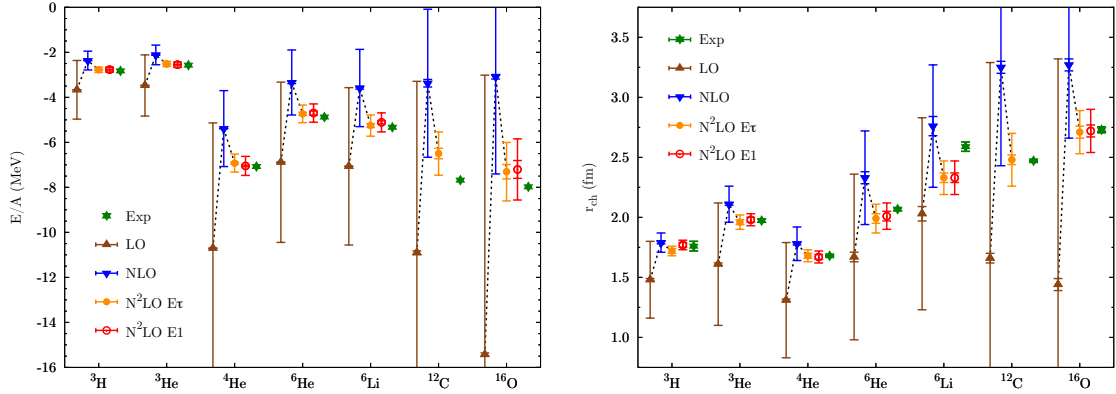 E/A (MeV)
0
-2
-4
-6
-8
-10
-12
-14
-16
Exp
LO
NLO
N²LO Eτ
N²LO E1
³H ³He ⁴He ⁶He ⁶Li ¹²C ¹⁶O
r_ch (fm)
3.5
3.0
2.5
2.0
1.5
1.0
Exp
LO
NLO
N²LO Eτ
N²LO E1
³H ³He ⁴He ⁶He ⁶Li ¹²C ¹⁶O